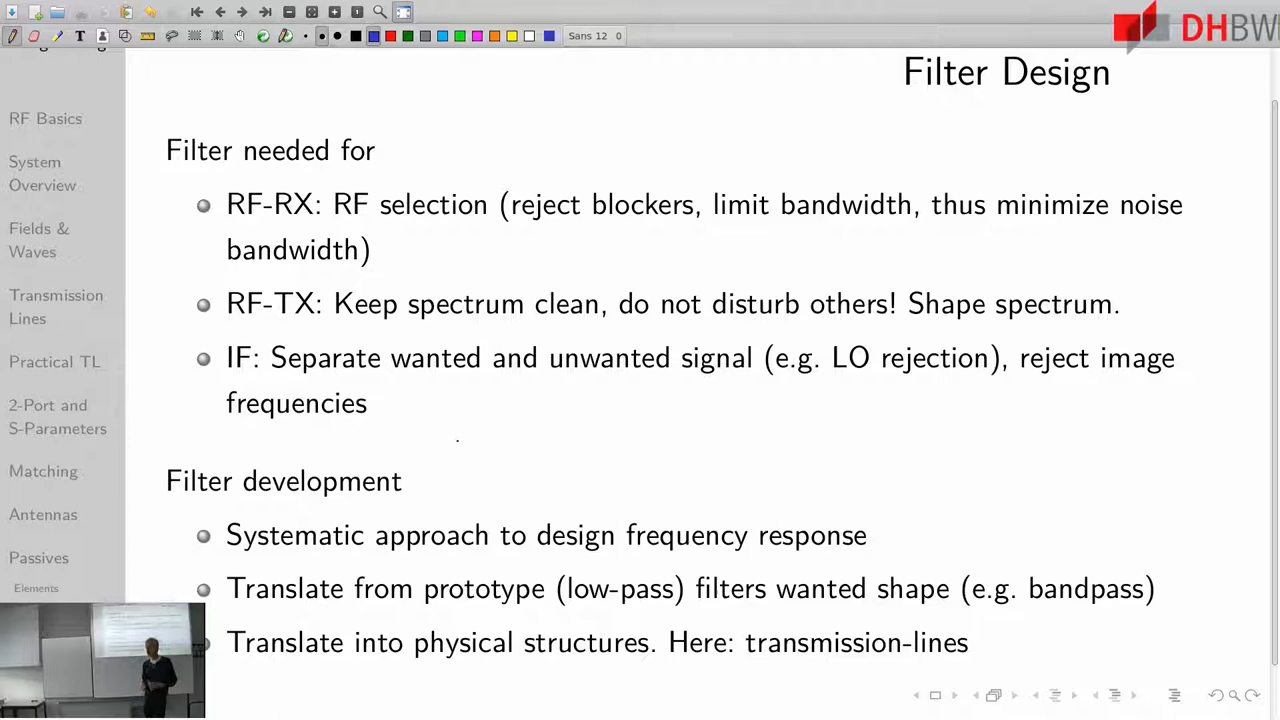 Sans 12 0
DHBW
Filter Design
RF Basics
System
Overview
Fields &
Waves
Transmission
Lines
Practical TL
2-Port and
S-Parameters
Matching
Antennas
Passives
Elements
Filter needed for
RF-RX: RF selection (reject blockers, limit bandwidth, thus minimize noise
bandwidth)
RF-TX: Keep spectrum clean, do not disturb others! Shape spectrum.
IF: Separate wanted and unwanted signal (e.g. LO rejection), reject image
frequencies
Filter development
Systematic approach to design frequency response
Translate from prototype (low-pass) filters wanted shape (e.g. bandpass)
Translate into physical structures. Here: transmission-lines